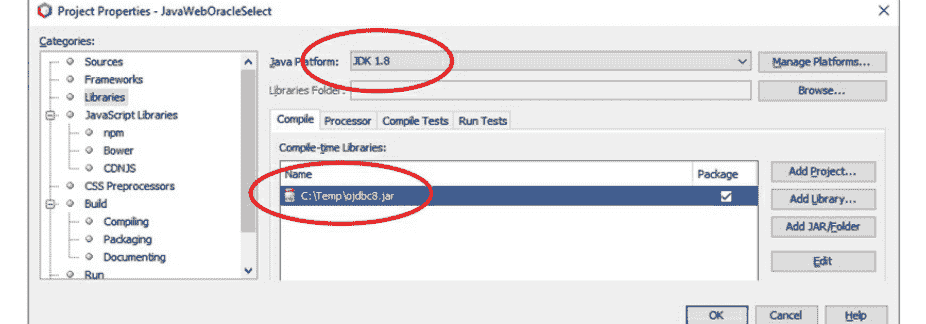 Project Properties - JavaWebOracleSelect
Categories:
Sources
Frameworks
Libraries
JavaScript Libraries
npm
Bower
CDNJS
CSS Preprocessors
Build
Compiling
Packaging
Documenting
Run
Java Platform: JDK 1.8 Manage Platforms...
Libraries Folder: Browse...
Compile Processor Compile Tests Run Tests
Compile-time Libraries:
Name Package
C:\Temp\ojdbc8.jar
Add Project...
Add Library...
Add JAR/Folder
Edit
OK Cancel Help